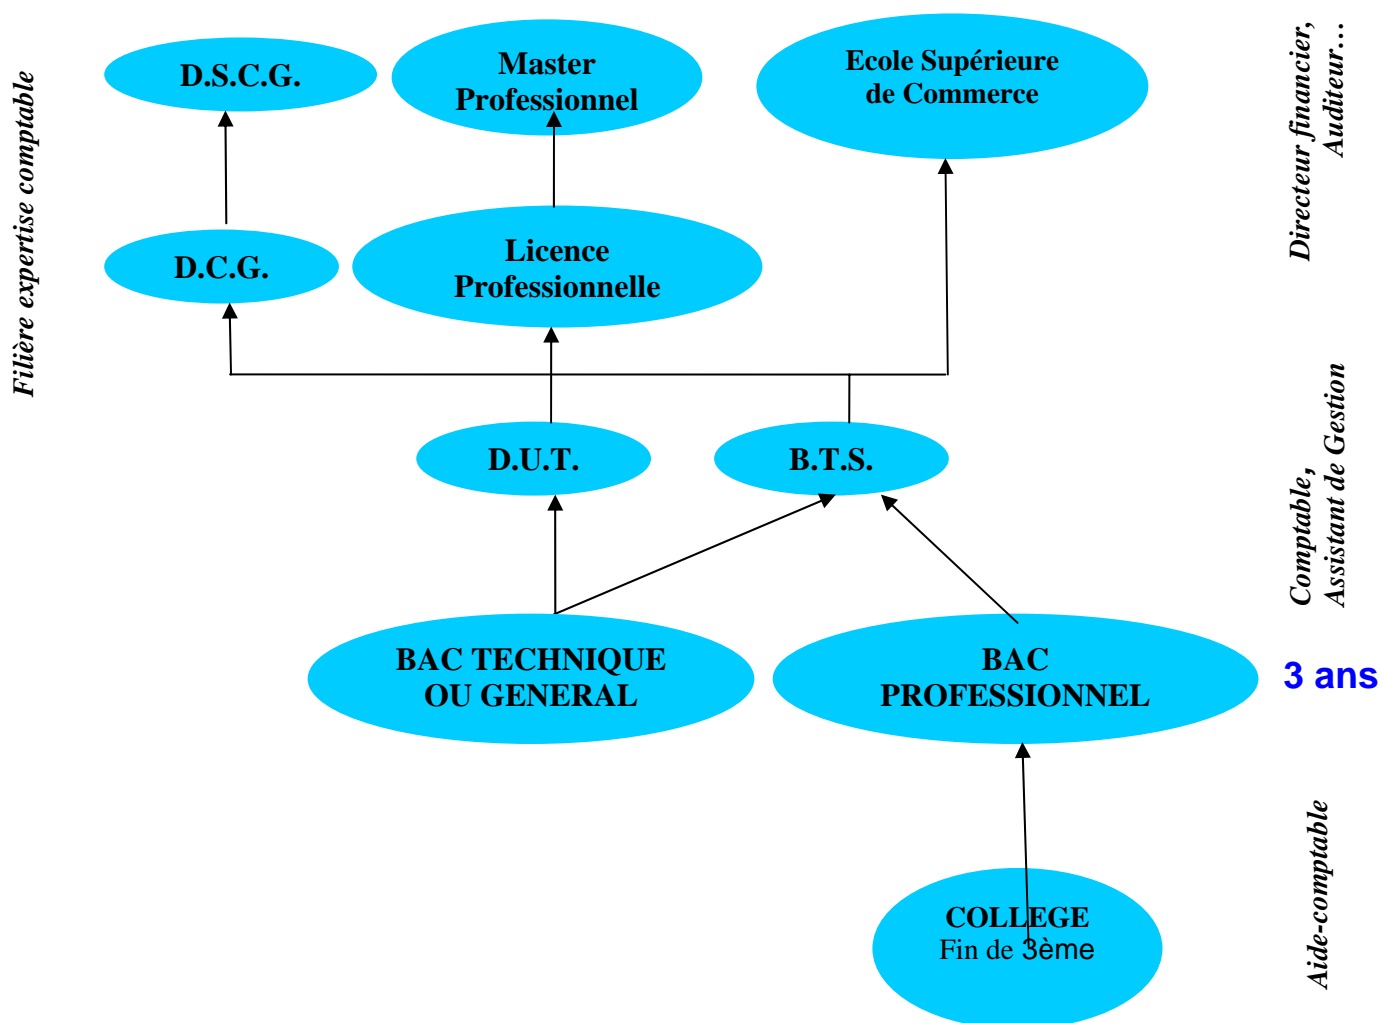 Filière expertise comptable
D.S.C.G.
Master
Professionnel
Ecole Supérieure
de Commerce
Directeur financier,
Auditeur…
D.C.G.
Licence
Professionnelle
D.U.T.
B.T.S.
Comptable,
Assistant de Gestion
BAC TECHNIQUE
OU GENERAL
BAC
PROFESSIONNEL
3 ans
COLLEGE
Fin de 3ème
Aide-comptable